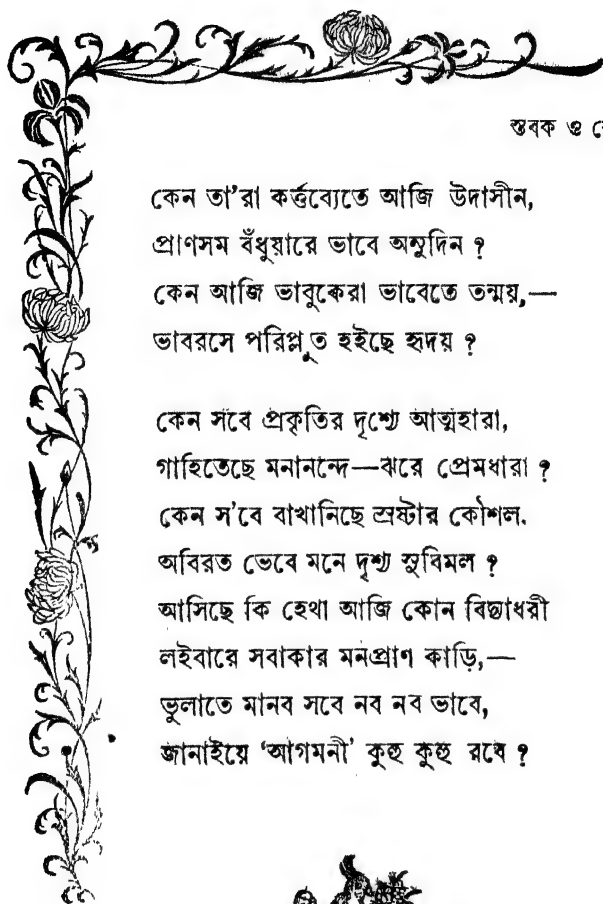 স্তবক ও
কেন তা'রা কর্ত্তব্যেতে আজি উদাসীন,
প্রাণসম বঁধুয়ারে ভাবে অনুদিন ?
কেন আজি ভাবুকেরা ভাবেতে তন্ময়,—
ভাবরসে পরিপ্লুত হইছে হৃদয় ?
কেন সবে প্রকৃতির দৃশ্যে আত্মহারা,
গাহিতেছে মনানন্দে—ঝরে প্রেমধারা ?
কেন স'বে বাখানিছে স্রষ্টার কৌশল.
অবিরত ভেবে মনে দৃশ্য সুবিমল ?
আসিছে কি হেথা আজি কোন বিদ্যাধরী
লইবারে সবাকার মনপ্রাণ কাড়ি,—
ভুলাতে মানব সবে নব নব ভাবে,
জানাইয়ে ‘আগমনী’ কুহু কুহু রবে ?